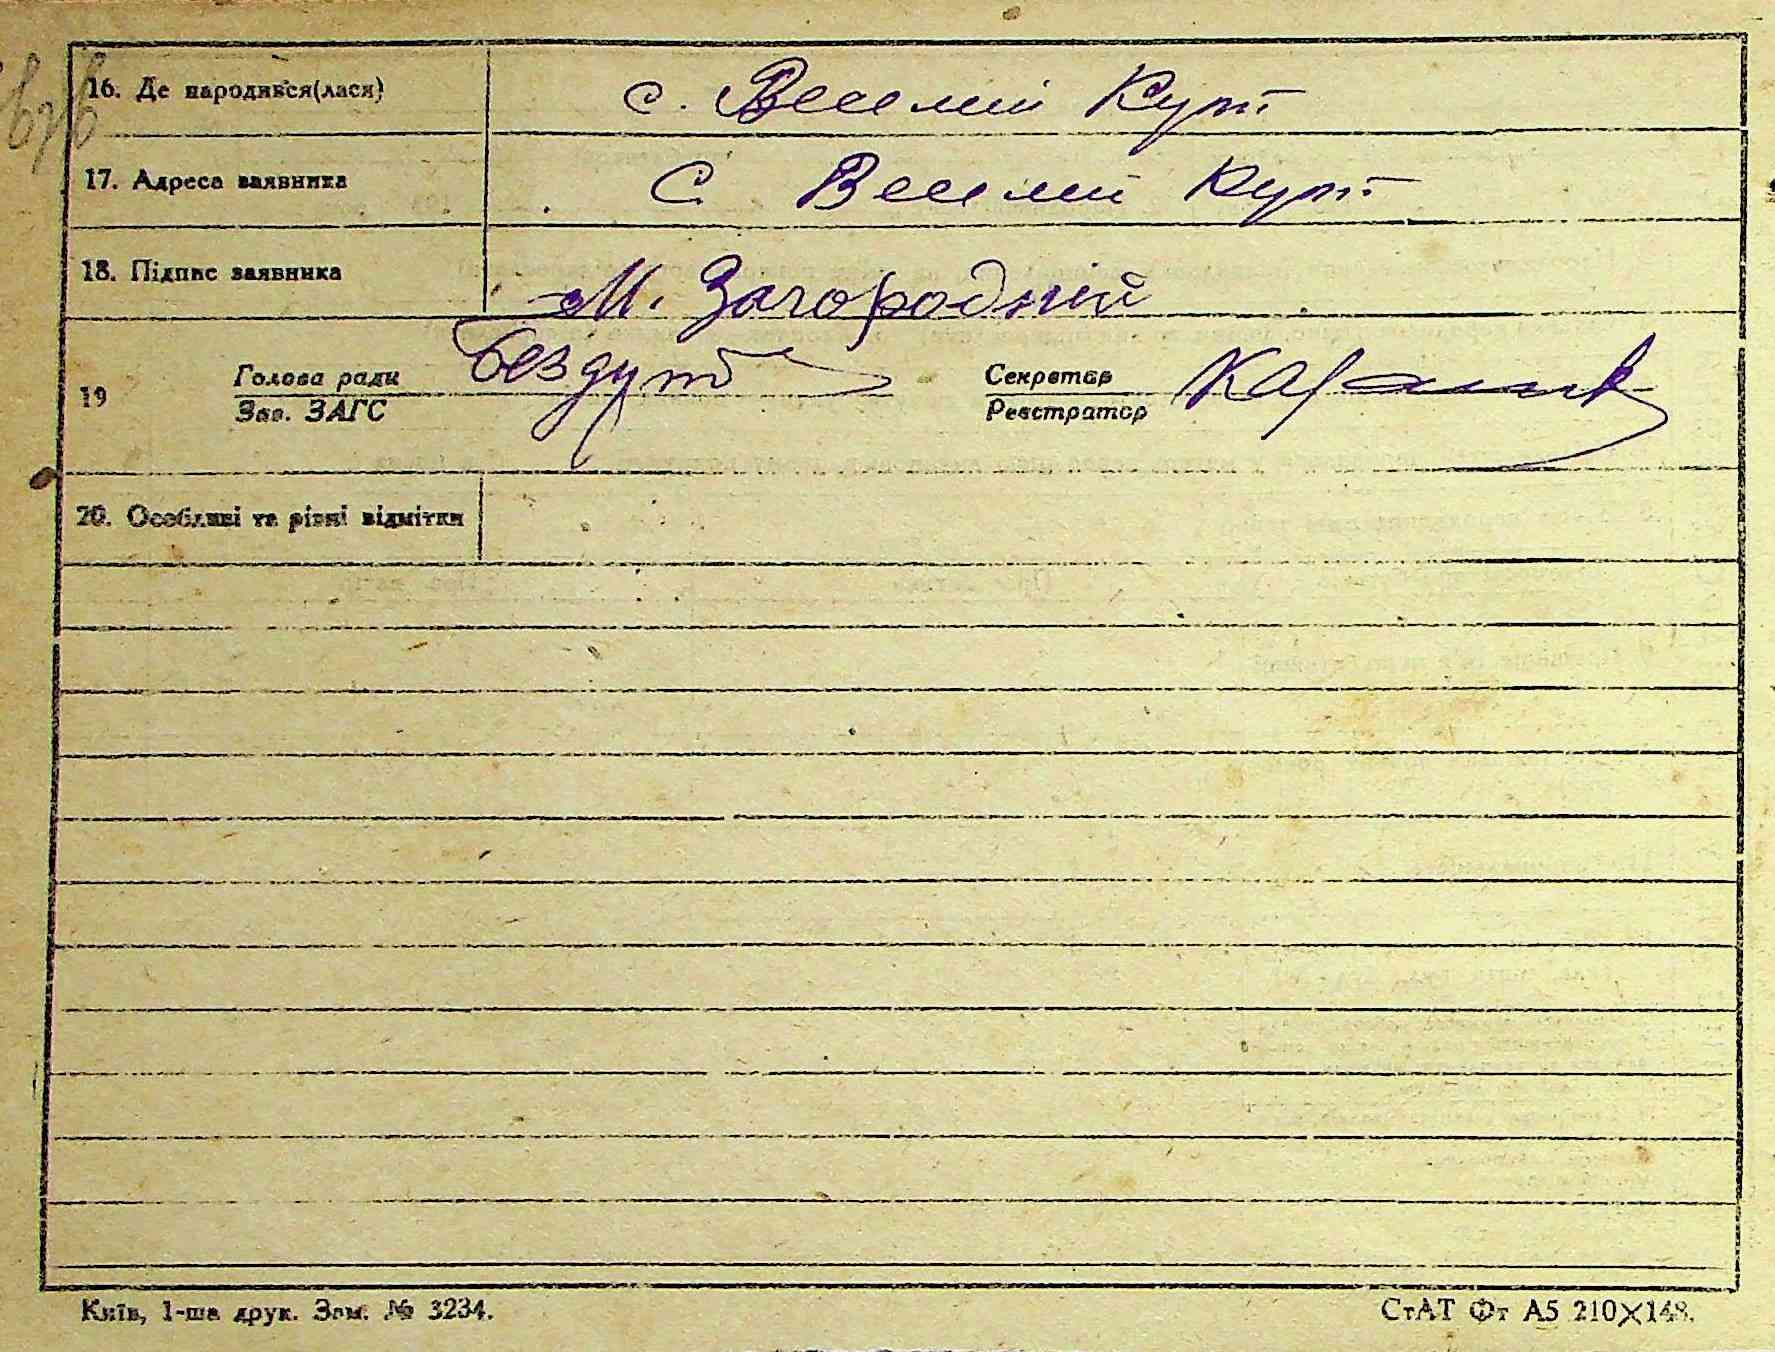 16. Де народився(лася) с. Веселий Кут
17. Адреса заявника С Веселий Кут
18. Підпис заявника М. Загородній
19 Голова ради Бездут Секретар
Зав. ЗАГС Реєстратор
20. Особливі та різні відмітки
Київ, 1-ша друк. Зам. № 3234.
СтАТ Фт А5 210×148.